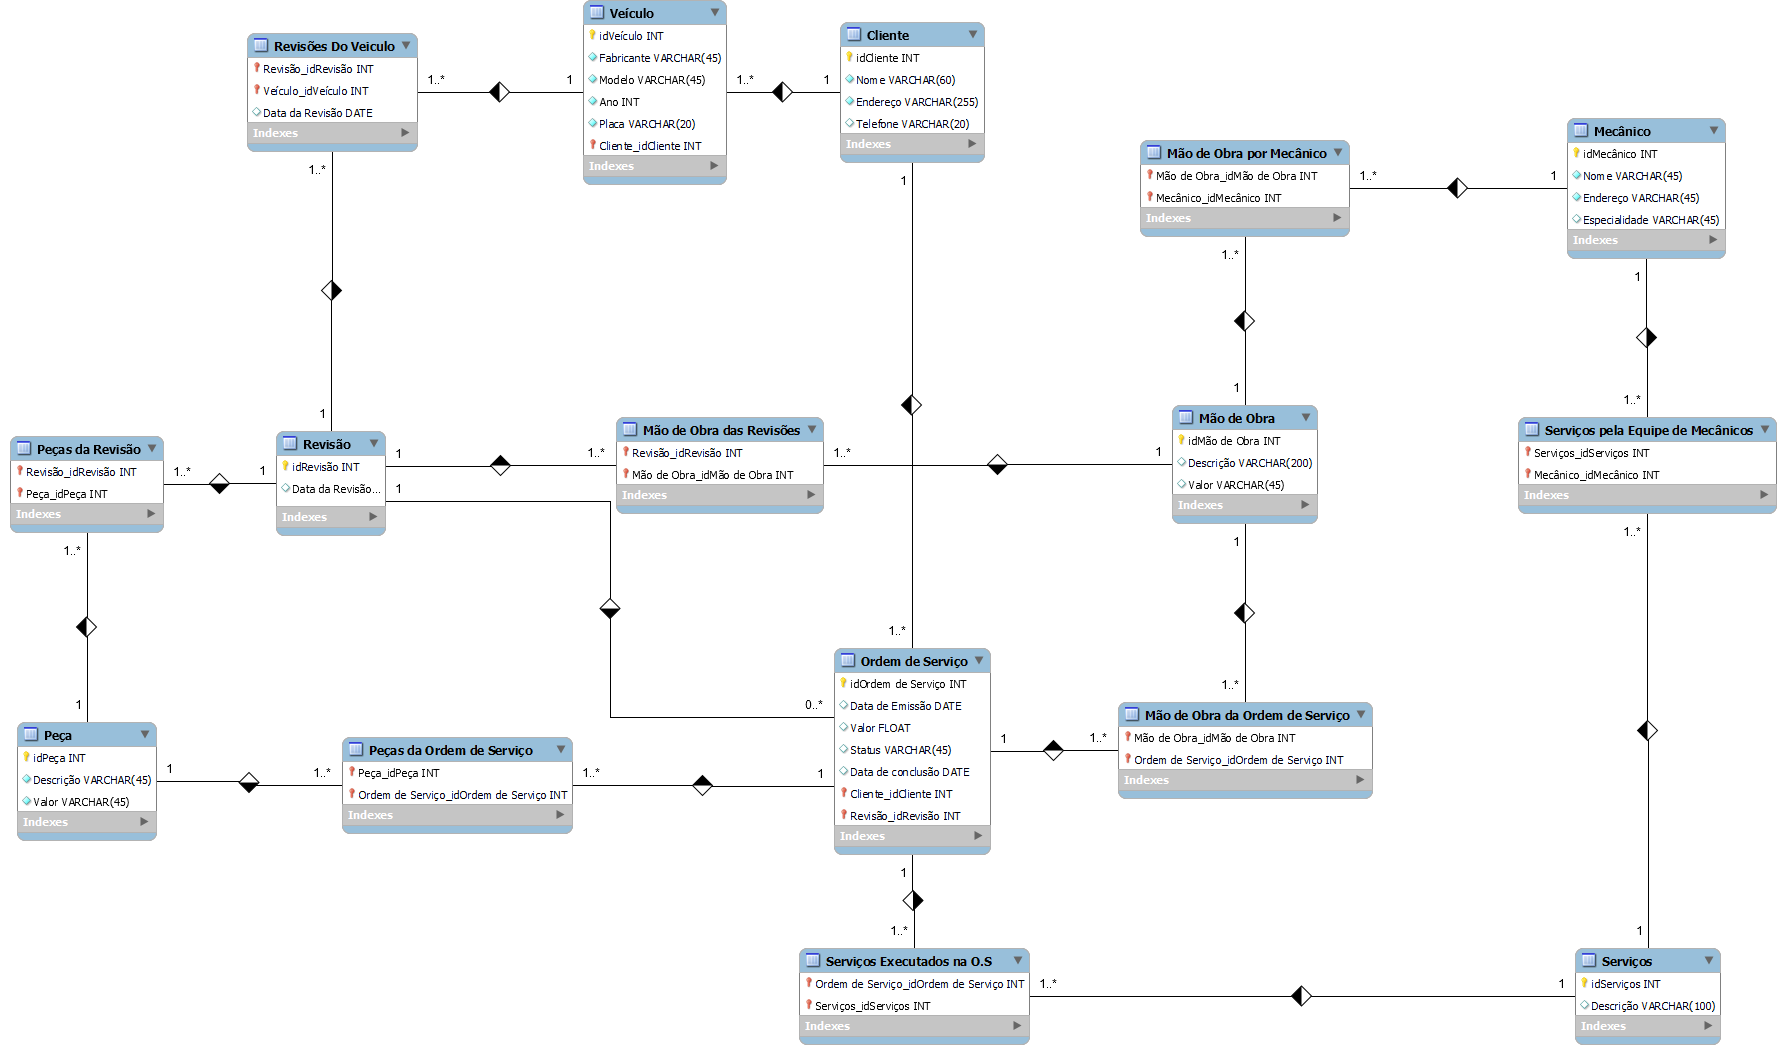 Revisões Do Veiculo
Revisão_idRevisão INT
Veículo_idVeículo INT
Data da Revisão DATE
Indexes
1..*
1
Veículo
idVeículo INT
Fabricante VARCHAR(45)
Modelo VARCHAR(45)
Ano INT
Placa VARCHAR(20)
Cliente_idCliente INT
Indexes
1..*
1
Cliente
idCliente INT
Nome VARCHAR(60)
Endereço VARCHAR(255)
Telefone VARCHAR(20)
Indexes
1..*
1
1
1..*
Mão de Obra por Mecânico
Mão de Obra_idMão de Obra INT
Mecânico_idMecânico INT
Indexes
1..*
1
Mecânico
idMecânico INT
Nome VARCHAR(45)
Endereço VARCHAR(45)
Especialidade VARCHAR(45)
Indexes
1..*
1
1
1..*
Peças da Revisão
Revisão_idRevisão INT
Peça_idPeça INT
Indexes
1..*
1
Revisão
idRevisão INT
Data da Revisão...
Indexes
1
1..*
1
0..*
Mão de Obra das Revisões
Revisão_idRevisão INT
Mão de Obra_idMão de Obra INT
Indexes
1..*
1
Mão de Obra
idMão de Obra INT
Descrição VARCHAR(200)
Valor VARCHAR(45)
Indexes
Serviços pela Equipe de Mecânicos
Serviços_idServiços INT
Mecânico_idMecânico INT
Indexes
1..*
1
1
1..*
1..*
1
Peça
idPeça INT
Descrição VARCHAR(45)
Valor VARCHAR(45)
Indexes
1
1..*
Peças da Ordem de Serviço
Peça_idPeça INT
Ordem de Serviço_idOrdem de Serviço INT
Indexes
1..*
1
Ordem de Serviço
idOrdem de Serviço INT
Data de Emissão DATE
Valor FLOAT
Status VARCHAR(45)
Data de conclusão DATE
Cliente_idCliente INT
Revisão_idRevisão INT
Indexes
1
1..*
Mão de Obra da Ordem de Serviço
Mão de Obra_idMão de Obra INT
Ordem de Serviço_idOrdem de Serviço INT
Indexes
1
1..*
Serviços Executados na O.S
Ordem de Serviço_idOrdem de Serviço INT
Serviços_idServiços INT
Indexes
1..*
1
Serviços
idServiços INT
Descrição VARCHAR(100)
Indexes